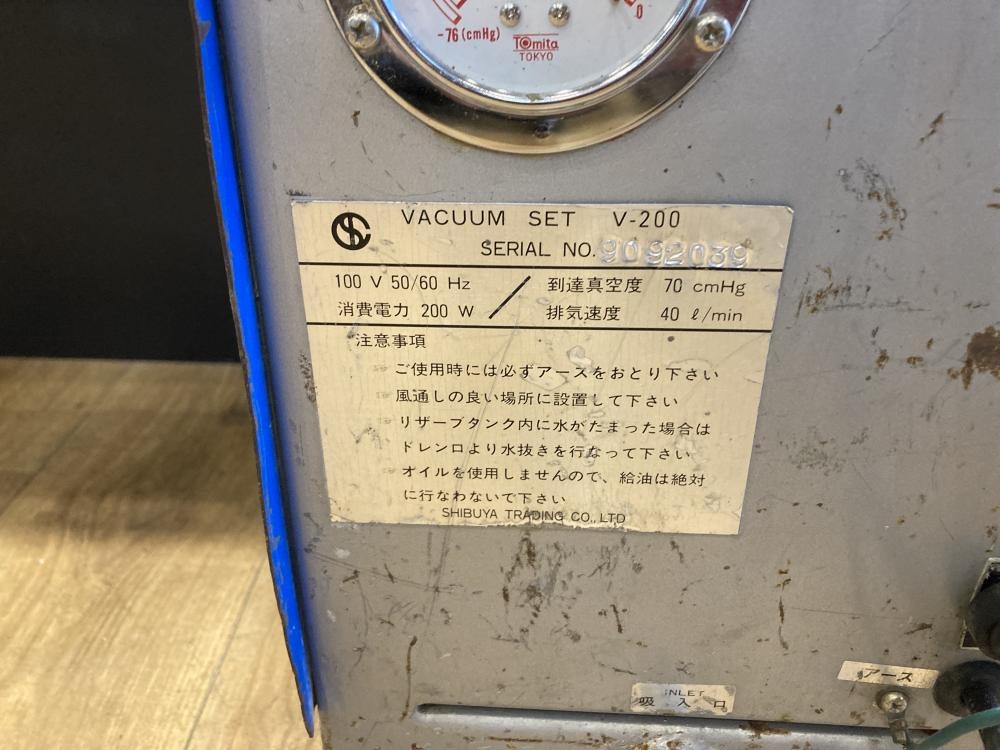 -76 (cmHg)
0
Tomita
TOKYO
VACUUM SET V-200
SERIAL NO. 9092039
100 V 50/60 Hz
到達真空度 70 cmHg
消費電力 200 W
排気速度 40 ℓ/min
注意事項
ご使用時には必ずアースをおとり下さい
風通しの良い場所に設置して下さい
リザーブタンク内に水がたまった場合は
ドレン口より水抜きを行なって下さい
オイルを使用しませんので、給油は絶対
に行なわないで下さい
SHIBUYA TRADING CO., LTD
アース
INLET
吸入口